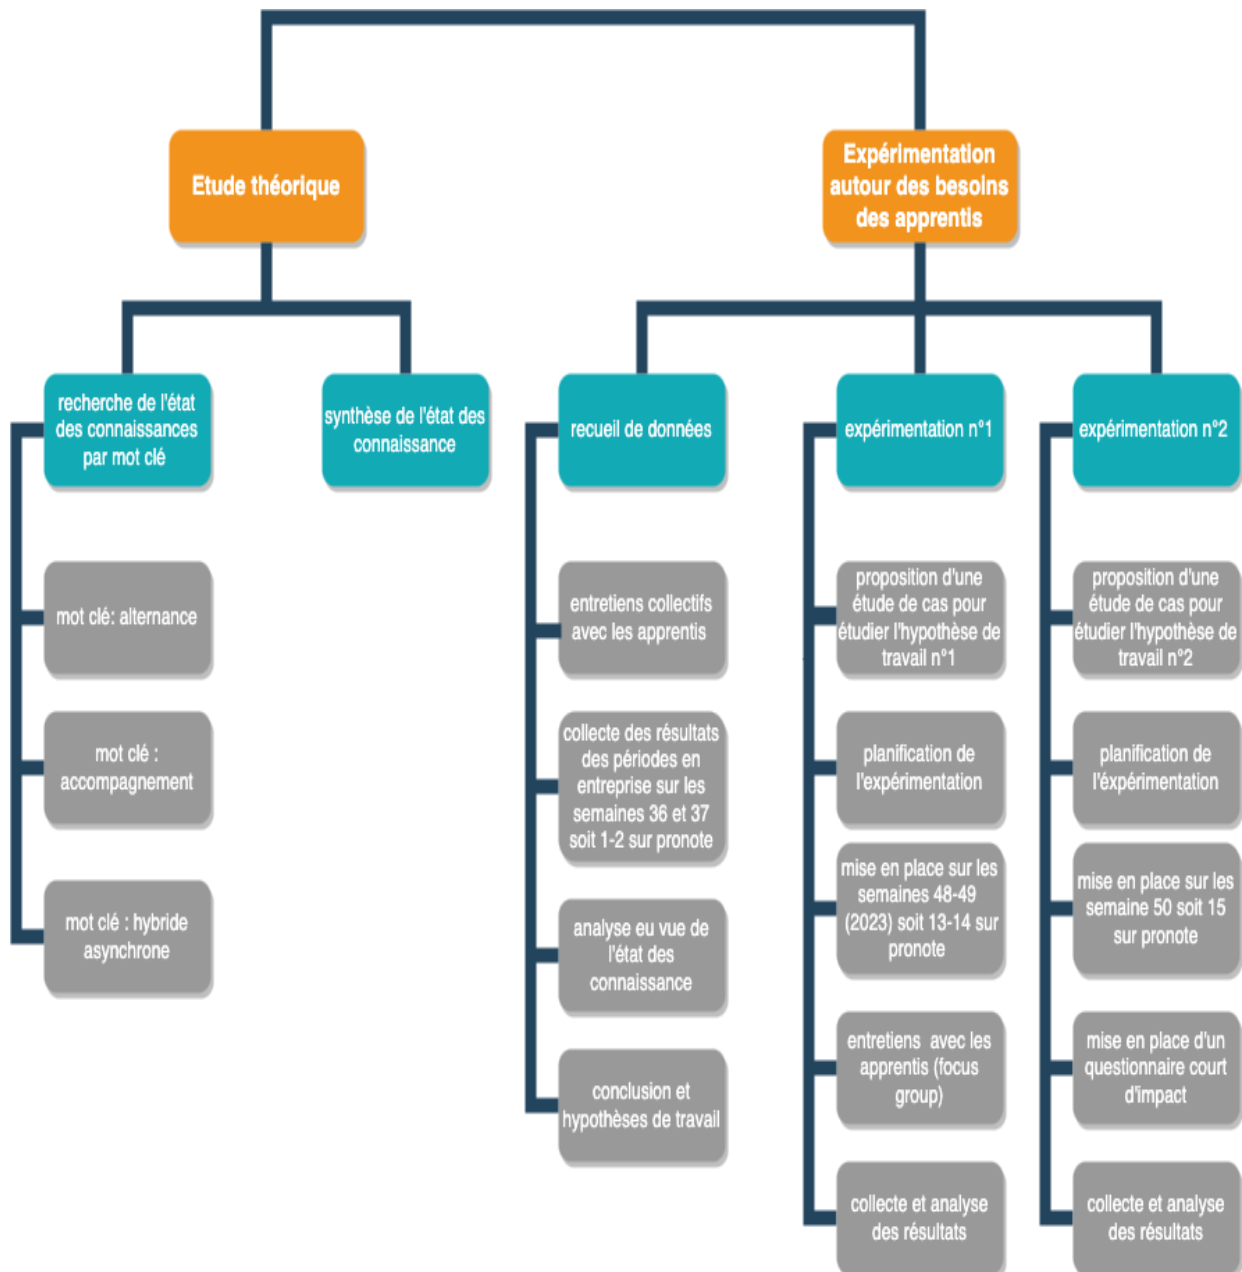 Etude théorique
Expérimentation
autour des besoins
des apprentis
recherche de l'état
des connaissances
par mot clé
synthèse de l'état des
connaissance
recueil de données
expérimentation n°1
expérimentation n°2
mot clé: alternance
mot clé :
accompagnement
mot clé : hybride
asynchrone
entretiens collectifs
avec les apprentis
collecte des résultats
des périodes en
entreprise sur les
semaines 36 et 37
soit 1-2 sur pronote
analyse eu vue de
l'état des
connaissance
conclusion et
hypothèses de travail
proposition d'une
étude de cas pour
étudier l'hypothèse de
travail n°1
planification de
l'expérimentation
mise en place sur les
semaines 48-49
(2023) soit 13-14 sur
pronote
entretiens avec les
apprentis (focus
group)
collecte et analyse
des résultats
proposition d'une
étude de cas pour
étudier l'hypothèse de
travail n°2
planification de
l'éxpérimentation
mise en place sur les
semaine 50 soit 15
sur pronote
mise en place d'un
questionnaire court
d'impact
collecte et analyse
des résultats